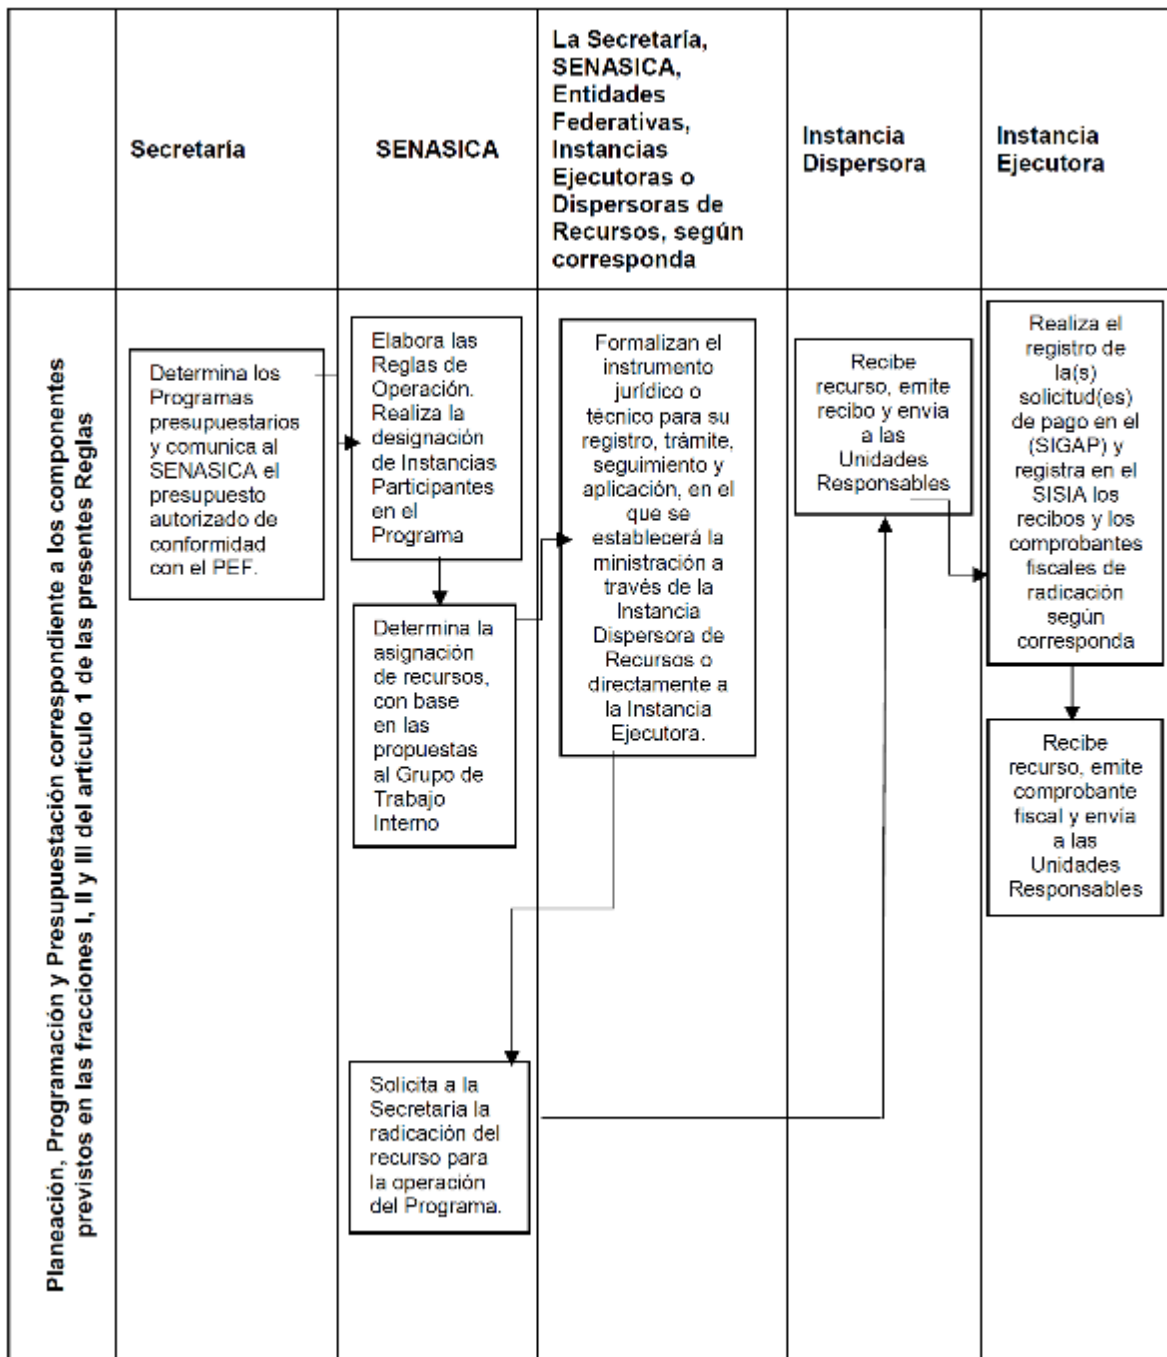 Secretaría
SENASICA
La Secretaría,
SENASICA,
Entidades
Federativas,
Instancias
Ejecutoras o
Dispersoras de
Recursos, según
corresponda
Instancia
Dispersora
Instancia
Ejecutora
Planeación, Programación y Presupuestación correspondiente a los componentes
previstos en las fracciones I, II y III del artículo 1 de las presentes Reglas
Determina los
Programas
presupuestarios
y comunica al
SENASICA el
presupuesto
autorizado de
conformidad
con el PEF.
Elabora las
Reglas de
Operación.
Realiza la
designación
de Instancias
Participantes
en el
Programa
Determina la
asignación
de recursos,
con base
en las
propuestas
al Grupo de
Trabajo
Interno
Formalizan el
instrumento
jurídico o
técnico para su
registro, trámite,
seguimiento y
aplicación, en el
que se
establecerá la
ministración a
través de la
Instancia
Dispersora de
Recursos o
directamente a
la Instancia
Ejecutora.
Solicita a la
Secretaria la
radicación del
recurso para
la operación
del Programa.
Recibe
recurso, emite
recibo y envía
a las
Unidades
Responsables
Realiza el
registro de
la(s)
solicitud(es)
de pago en el
(SIGAP) y
registra en el
SISIA los
recibos y los
comprobantes
fiscales de
radicación
según
corresponda
Recibe
recurso, emite
comprobante
fiscal y envía
a las
Unidades
Responsables